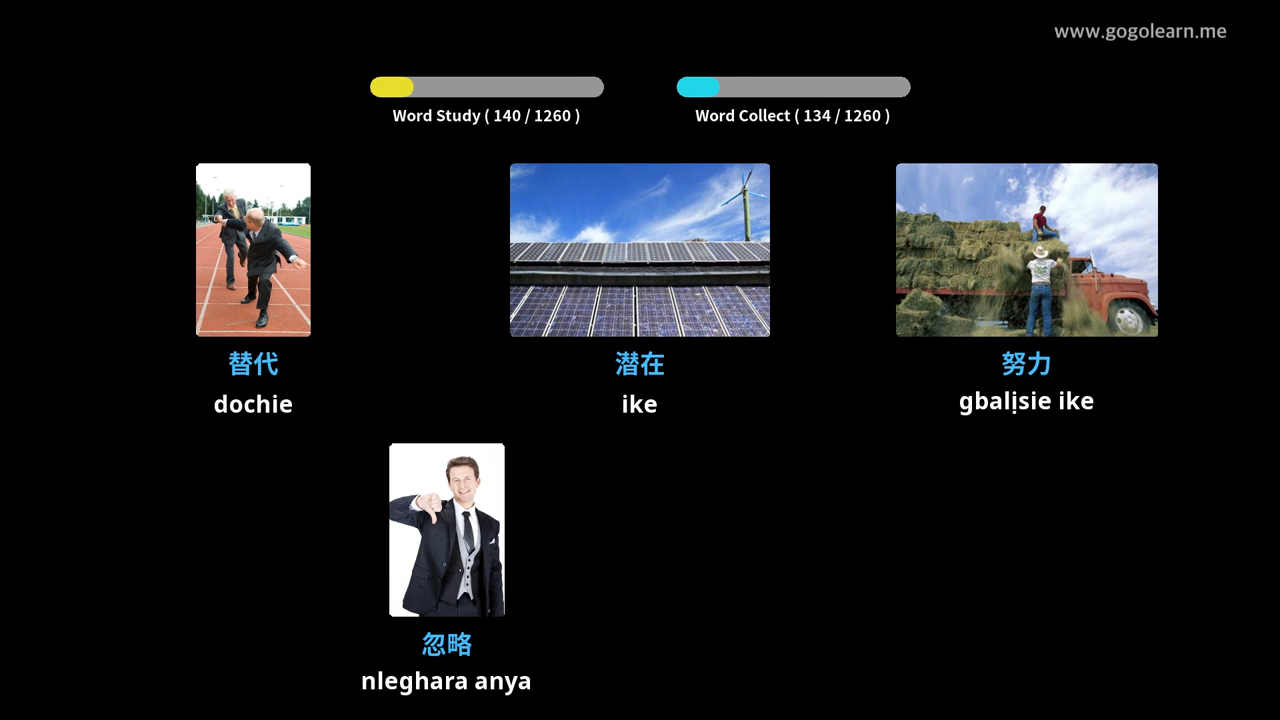 www.gogolearn.me
Word Study ( 140 / 1260 )
Word Collect ( 134 / 1260 )
替代
dochie
潜在
ike
努力
gbalịsie ike
忽略
nleghara anya